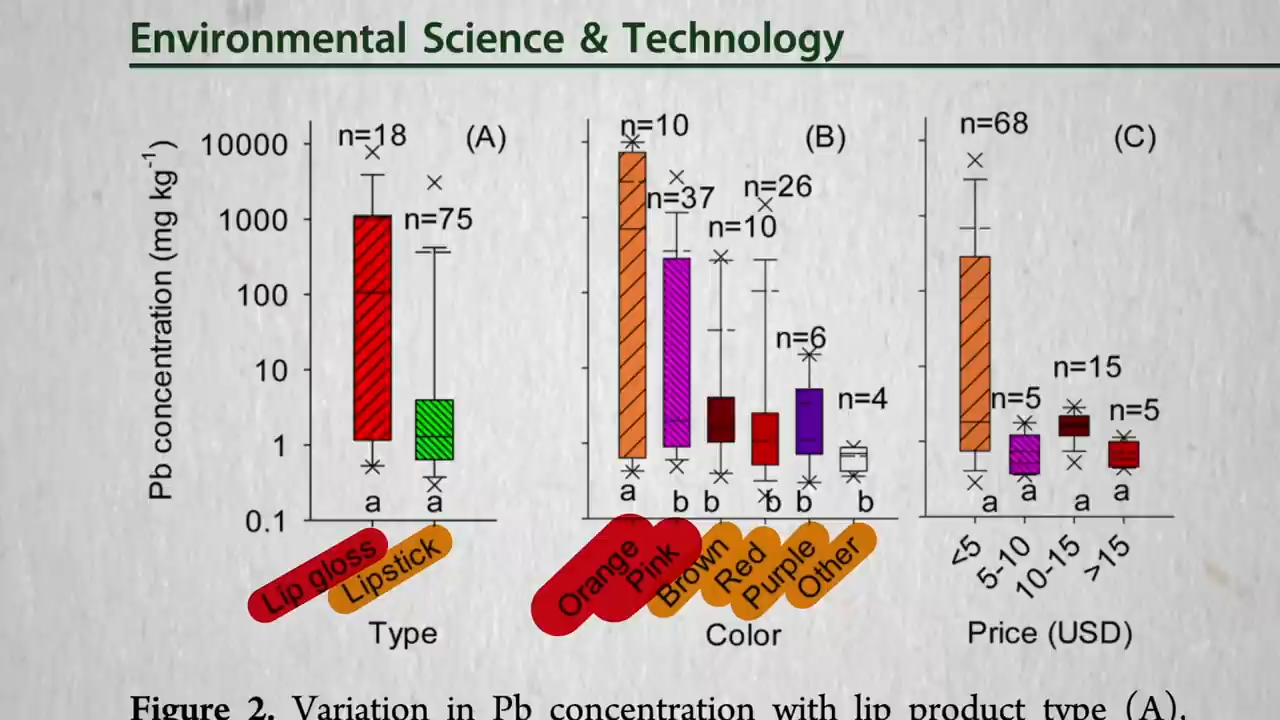 Environmental Science & Technology
Pb concentration (mg kg-1)
10000
1000
100
10
1
0.1
(A)
n=18
n=75
a
a
Lip gloss
Lipstick
Type
(B)
n=10
n=37
n=10
n=26
n=6
n=4
a
b
b
b
b
b
Orange
Pink
Brown
Red
Purple
Other
Color
(C)
n=68
n=5
n=15
n=5
a
a
a
a
<5
5-10
10-15
>15
Price (USD)
Figure 2. Variation in Pb concentration with lip product type (A),